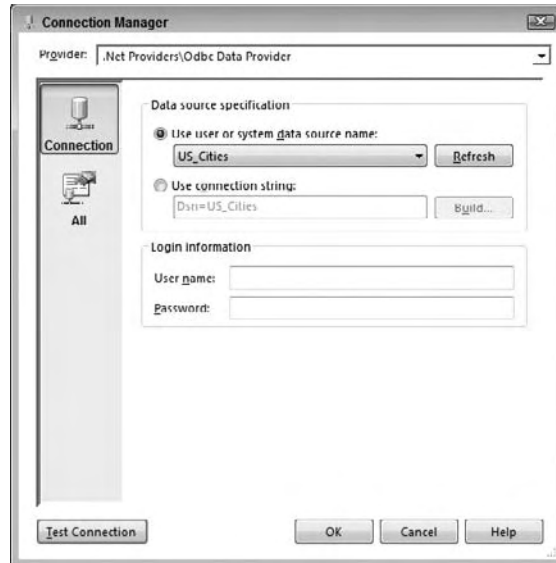 Connection Manager
Provider: .Net Providers\Odbc Data Provider
Connection
All
Data source specification
Use user or system data source name:
US_Cities
Refresh
Use connection string:
Dsn=US_Cities
Build...
Login information
User name:
Password:
Test Connection
OK
Cancel
Help